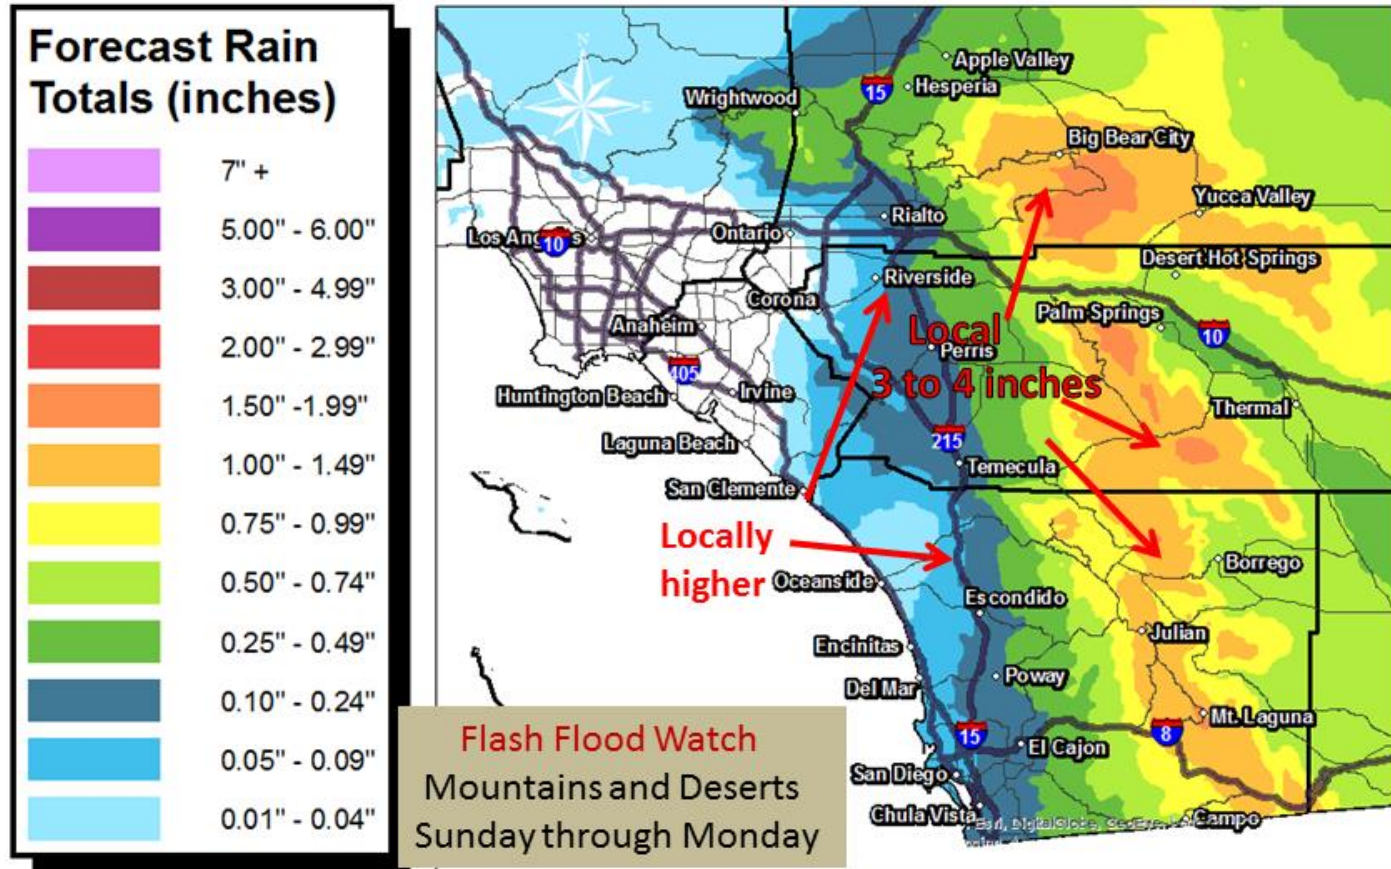 Forecast Rain
Totals (inches)
7" +
5.00" - 6.00"
3.00" - 4.99"
2.00" - 2.99"
1.50" -1.99"
1.00" - 1.49"
0.75" - 0.99"
0.50" - 0.74"
0.25" - 0.49"
0.10" - 0.24"
0.05" - 0.09"
0.01" - 0.04"
N
E
Apple Valley
15
Hesperia
Wrightwood
Big Bear City
Yucca Valley
Rialto
Los Angeles
10
Ontario
Desert Hot Springs
Riverside
Corona
Palm Springs
10
Anaheim
Local
Perris
3 to 4 inches
405
Irvine
Huntington Beach
Thermal
Laguna Beach
215
Temecula
San Clemente
Locally
higher
Oceanside
Borrego
Escondido
Julian
Encinitas
Poway
Del Mar
Mt. Laguna
15
8
El Cajon
San Diego
Chula Vista
Campo
Esri, DigitalGlobe, GeoEye,
Flash Flood Watch
Mountains and Deserts
Sunday through Monday